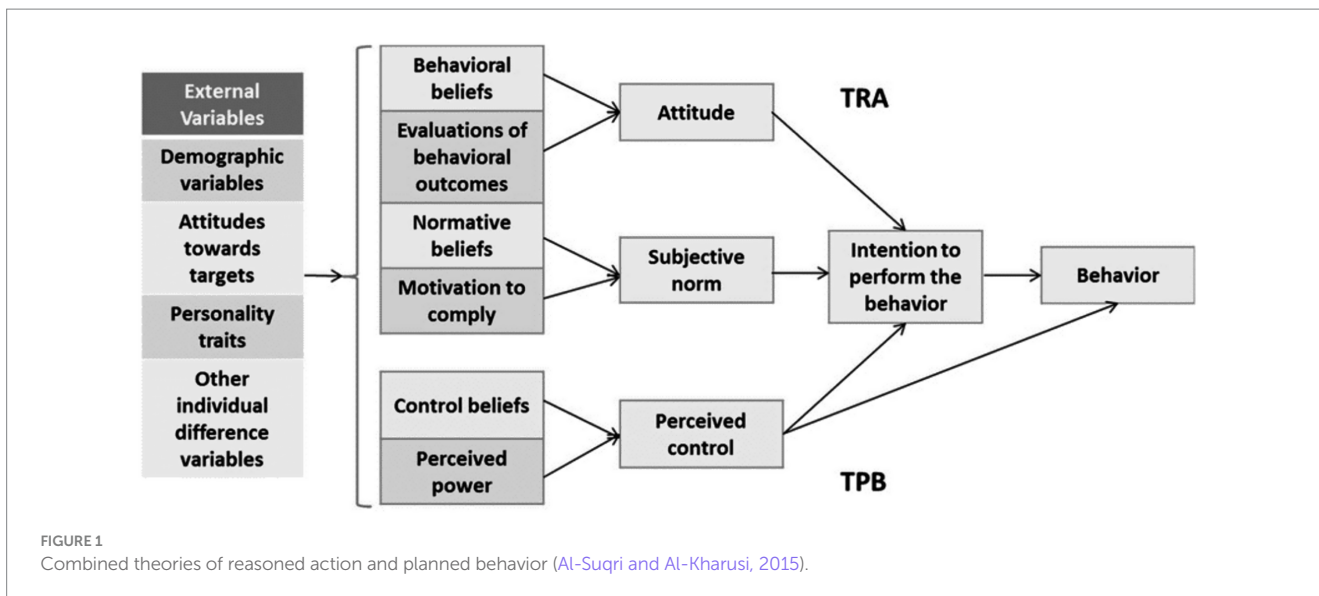 External
Variables
Demographic
variables
Attitudes
towards
targets
Personality
traits
Other
individual
difference
variables
Behavioral
beliefs
Evaluations of
behavioral
outcomes
Normative
beliefs
Motivation to
comply
Control beliefs
Perceived
power
Attitude
Subjective
norm
Perceived
control
TRA
TPB
Intention to
perform the
behavior
Behavior
FIGURE 1
Combined theories of reasoned action and planned behavior (Al-Suqri and Al-Kharusi, 2015).